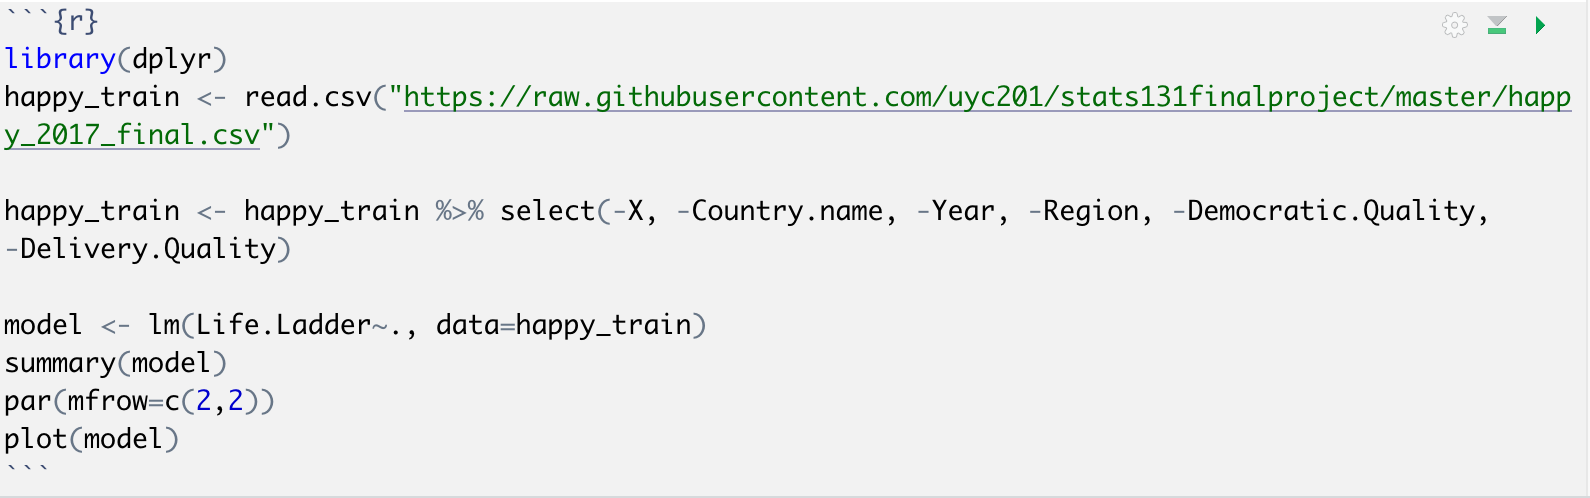 ```{r}
library(dplyr)
happy_train <- read.csv("https://raw.githubusercontent.com/uyc201/stats131finalproject/master/happ
y_2017_final.csv")
happy_train <- happy_train %>% select(-X, -Country.name, -Year, -Region, -Democratic.Quality,
-Delivery.Quality)
model <- lm(Life.Ladder~., data=happy_train)
summary(model)
par(mfrow=c(2,2))
plot(model)
```